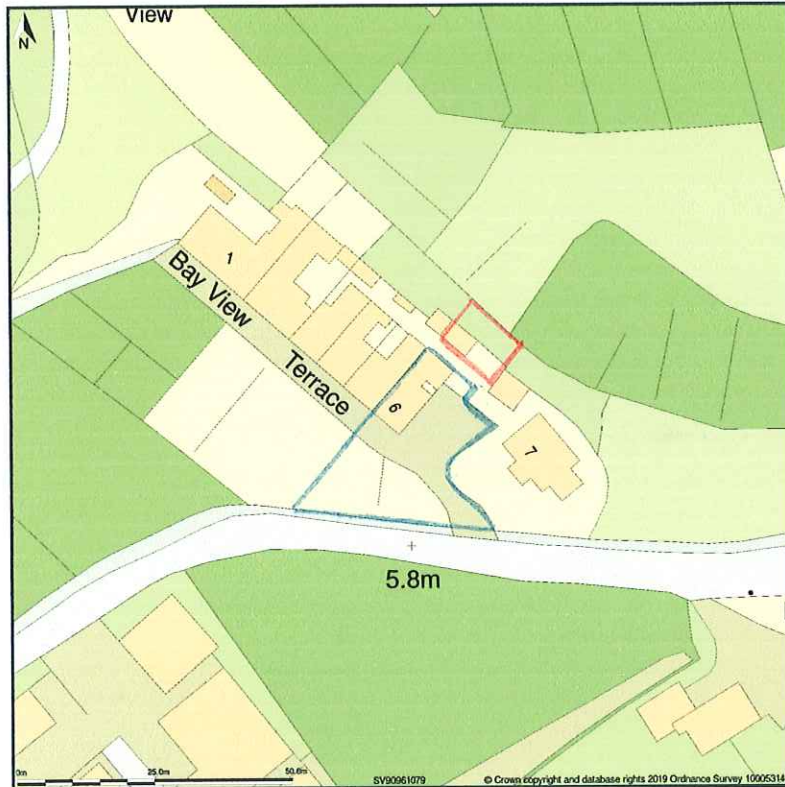 View
N
1
Bay View
Terrace
6
7
5.8m
0m
25.0m
50.0m
SV90961079
© Crown copyright and database rights 2019 Ordnance Survey 10005314